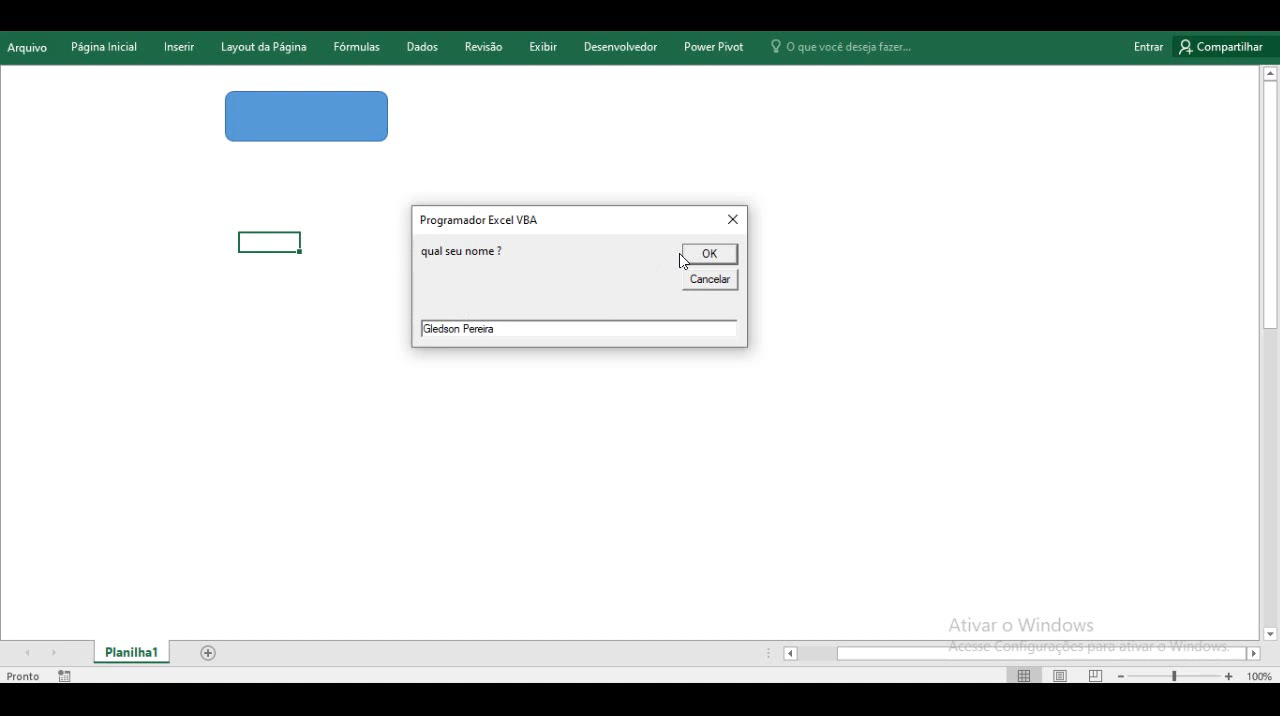 Arquivo Página Inicial Inserir Layout da Página Fórmulas Dados Revisão Exibir Desenvolvedor Power Pivot O que você deseja fazer... Entrar Compartilhar
Programador Excel VBA
qual seu nome ?
OK
Cancelar
Gledson Pereira
Ativar o Windows
Acesse Configurações para ativar o Windows.
Planilha1
Pronto 100%